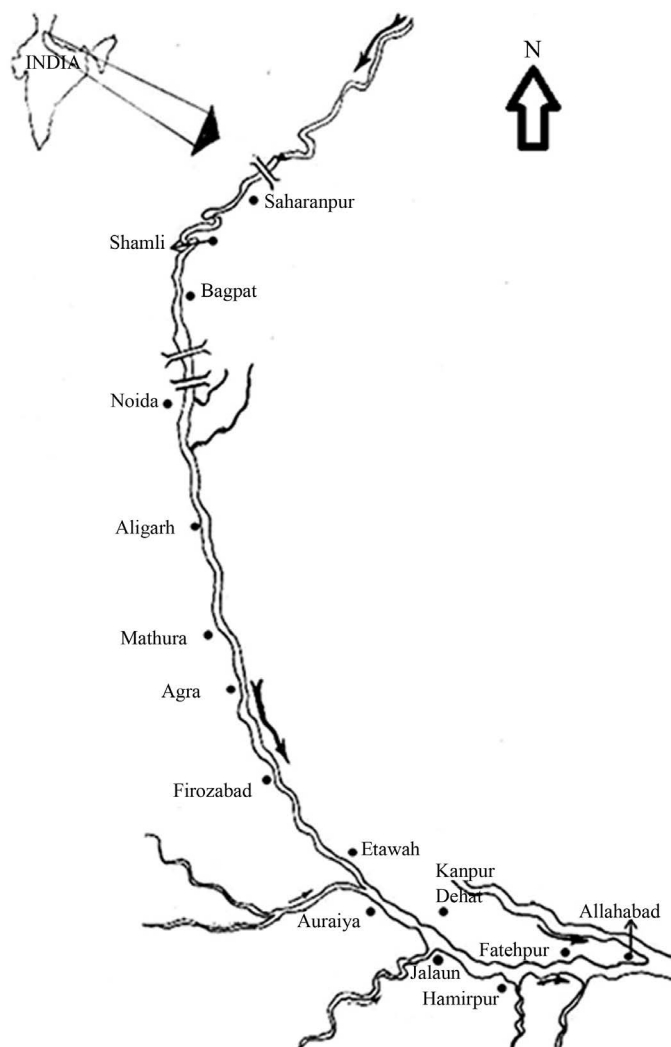 N
INDIA
Saharanpur
Shamli
Bagpat
Noida
Aligarh
Mathura
Agra
Firozabad
Etawah
Kanpur
Dehat
Allahabad
Auraiya
Fatehpur
Jalaun
Hamirpur